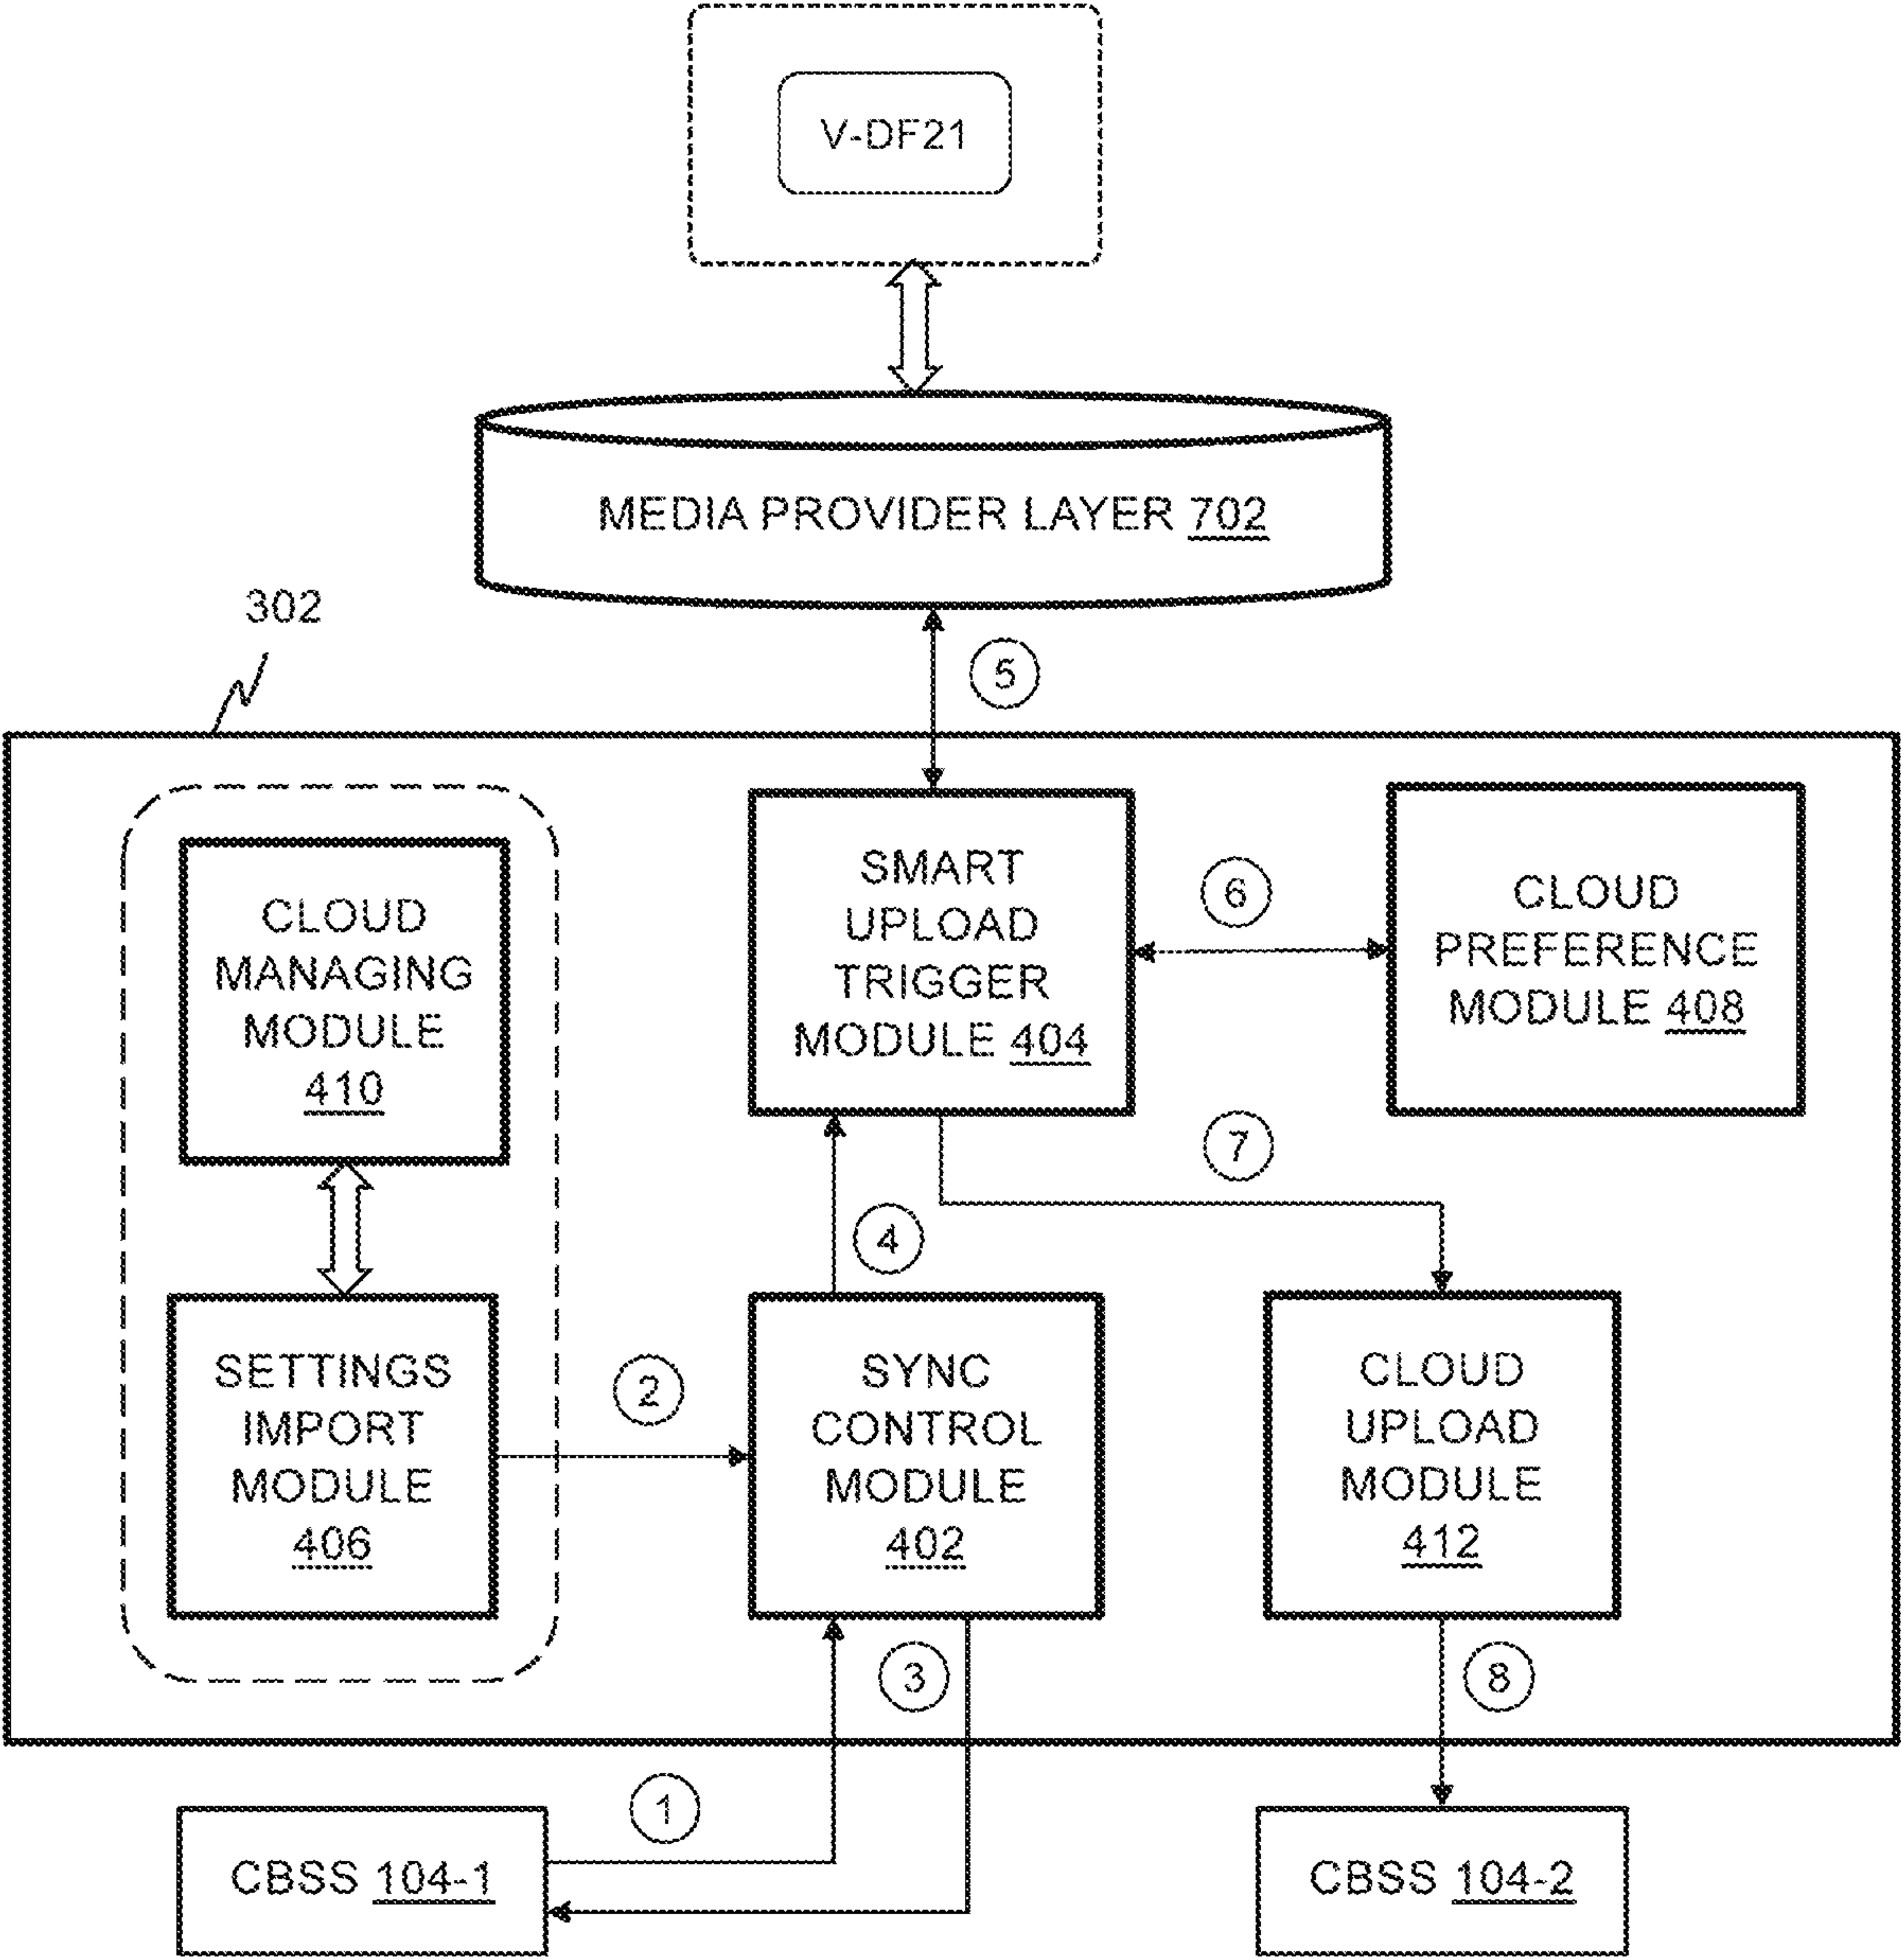 V-DF21
MEDIA PROVIDER LAYER 702
302
5
CLOUD
MANAGING
MODULE
410
SMART
UPLOAD
TRIGGER
MODULE 404
6
CLOUD
PREFERENCE
MODULE 408
7
4
SETTINGS
IMPORT
MODULE
406
2
SYNC
CONTROL
MODULE
402
CLOUD
UPLOAD
MODULE
412
3
8
1
CBSS 104-1
CBSS 104-2